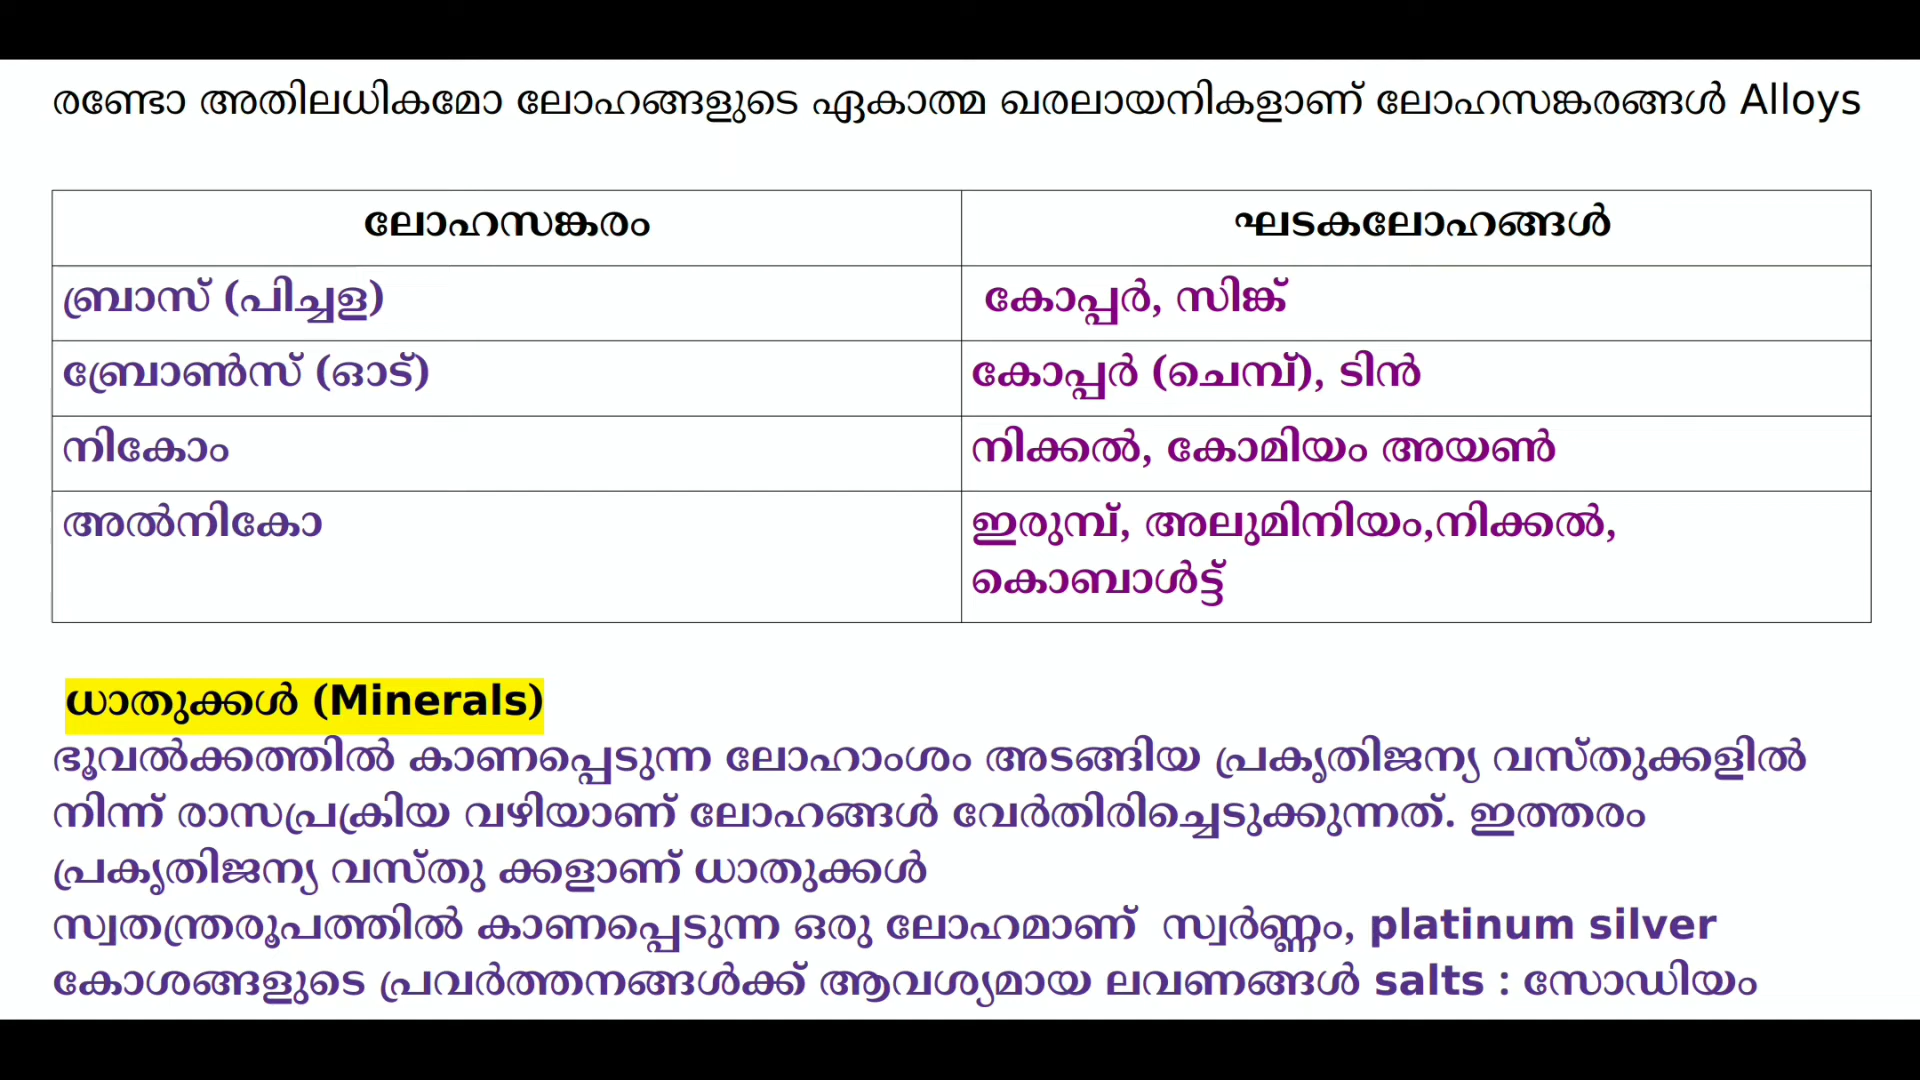 രണ്ടോ അതിലധികമോ ലോഹങ്ങളുടെ ഏകാത്മ ഖരലായനികളാണ് ലോഹസങ്കരങ്ങൾ Alloys
ലോഹസങ്കരം ഘടകലോഹങ്ങൾ
ബ്രാസ് (പിച്ചള) കോപ്പർ, സിങ്ക്
ബ്രോൺസ് (ഓട്) കോപ്പർ (ചെമ്പ്), ടിൻ
നികോം നിക്കൽ, കോമിയം അയൺ
അൽനികോ ഇരുമ്പ്, അലുമിനിയം,നിക്കൽ,
കൊബാൾട്ട്
ധാതുക്കൾ (Minerals)
ഭൂവൽക്കത്തിൽ കാണപ്പെടുന്ന ലോഹാംശം അടങ്ങിയ പ്രകൃതിജന്യ വസ്തുക്കളിൽ
നിന്ന് രാസപ്രക്രിയ വഴിയാണ് ലോഹങ്ങൾ വേർതിരിച്ചെടുക്കുന്നത്. ഇത്തരം
പ്രകൃതിജന്യ വസ്തു ക്കളാണ് ധാതുക്കൾ
സ്വതന്ത്രരൂപത്തിൽ കാണപ്പെടുന്ന ഒരു ലോഹമാണ് സ്വർണ്ണം, platinum silver
കോശങ്ങളുടെ പ്രവർത്തനങ്ങൾക്ക് ആവശ്യമായ ലവണങ്ങൾ salts : സോഡിയം